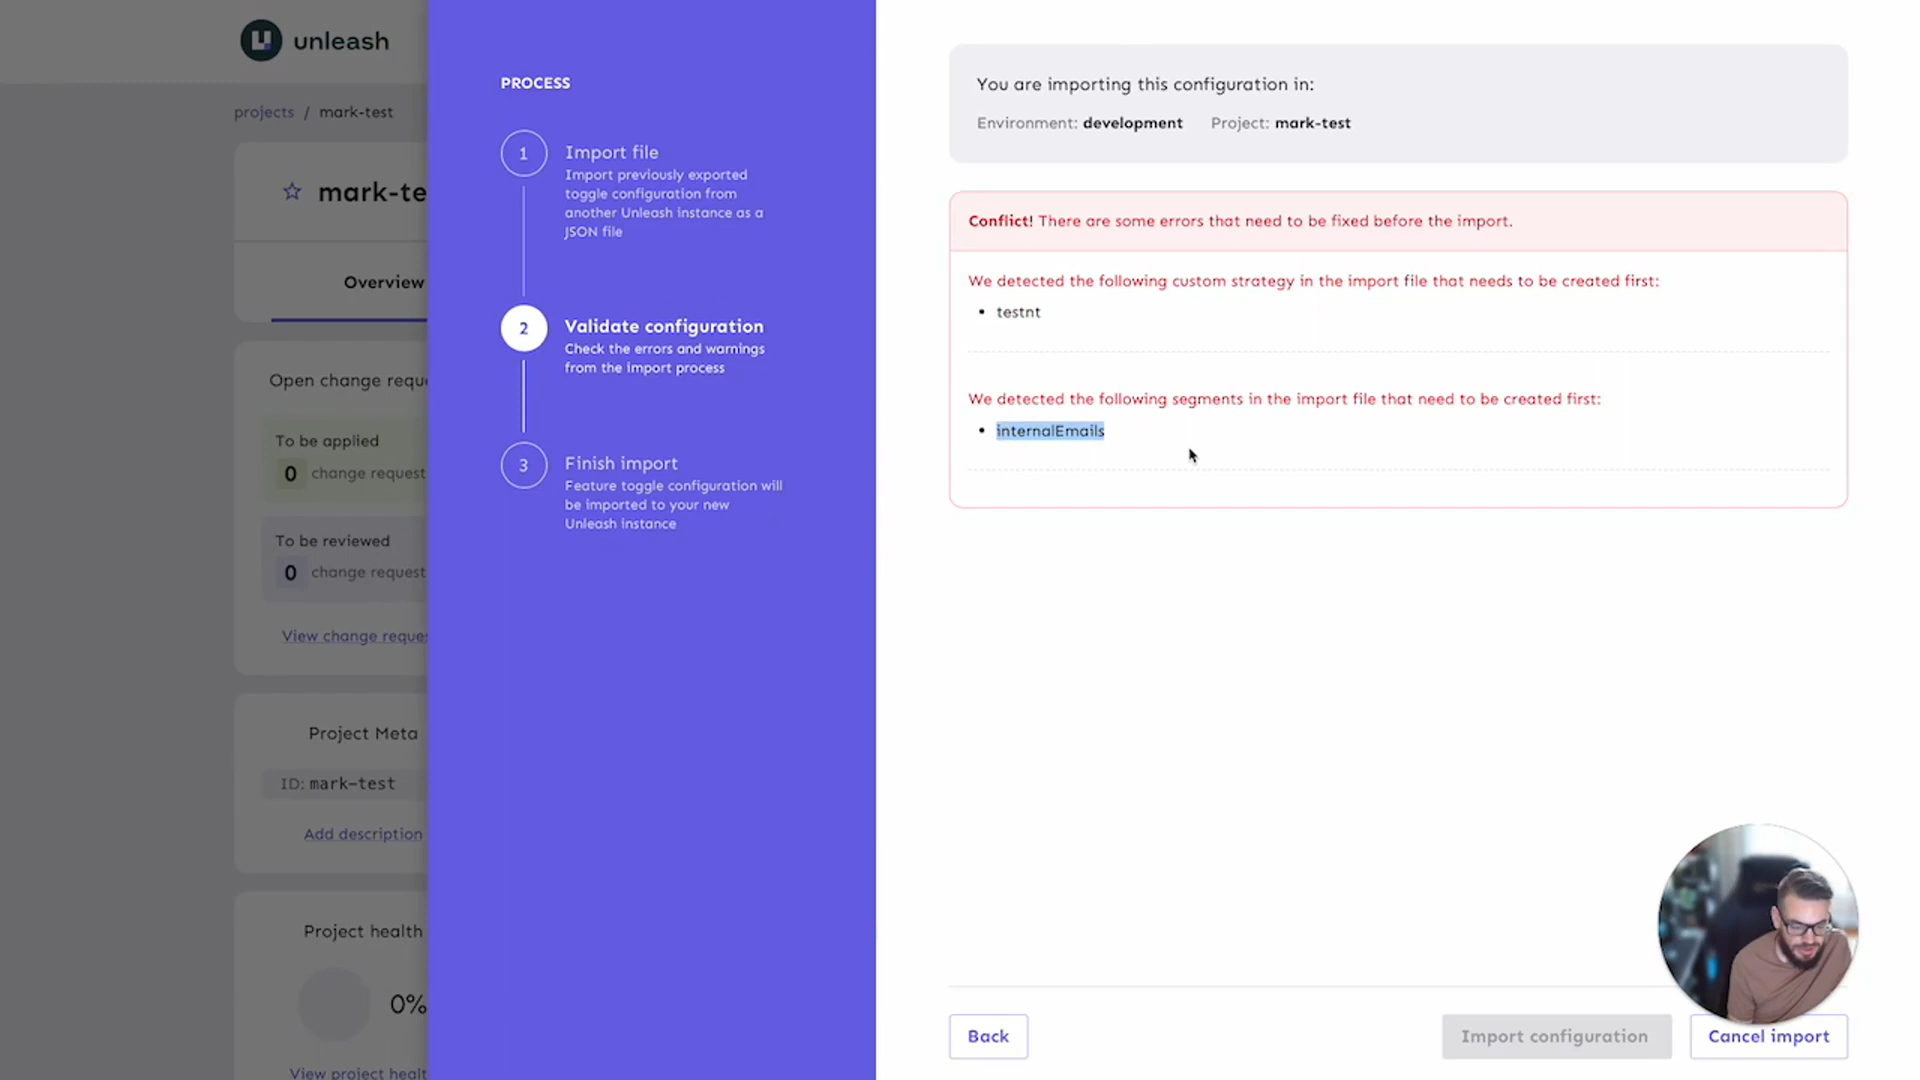 unleash
projects / mark-test
mark-te
Overview
Open change requ
To be applied
0 change request
To be reviewed
0 change request
View change reques
Project Meta
ID: mark-test
Add description
Project health
0%
View project healt
PROCESS
1 Import file
Import previously exported
toggle configuration from
another Unleash instance as a
JSON file
2 Validate configuration
Check the errors and warnings
from the import process
3 Finish import
Feature toggle configuration will
be imported to your new
Unleash instance
You are importing this configuration in:
Environment: development Project: mark-test
Conflict! There are some errors that need to be fixed before the import.
We detected the following custom strategy in the import file that needs to be created first:
• testnt
We detected the following segments in the import file that need to be created first:
• internalEmails
Back
Import configuration
Cancel import